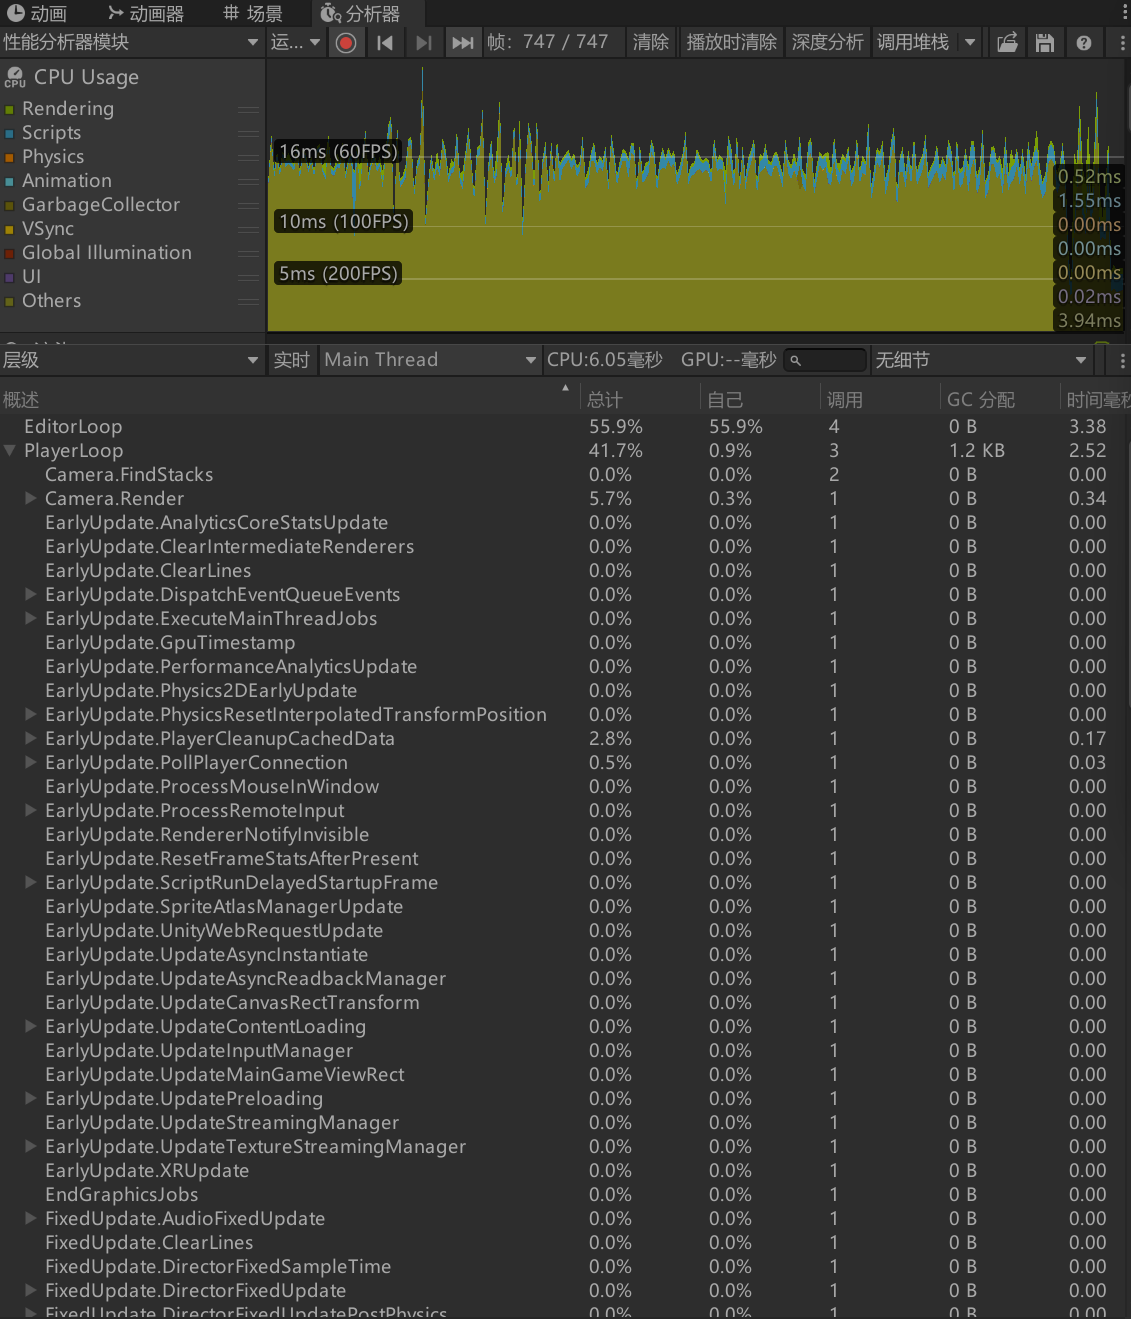 动画 动画器 场景 分析器
性能分析器模块 运... 帧: 747 / 747 清除 播放时清除 深度分析 调用堆栈
CPU Usage
Rendering
Scripts
Physics
Animation
GarbageCollector
VSync
Global Illumination
UI
Others
16ms (60FPS)
10ms (100FPS)
5ms (200FPS)
0.52ms
1.55ms
0.00ms
0.00ms
0.00ms
0.02ms
3.94ms
层级 实时 Main Thread CPU:6.05毫秒 GPU:--毫秒 无细节
概述 总计 自己 调用 GC 分配 时间毫秒
EditorLoop 55.9% 55.9% 4 0 B 3.38
PlayerLoop 41.7% 0.9% 3 1.2 KB 2.52
Camera.FindStacks 0.0% 0.0% 2 0 B 0.00
Camera.Render 5.7% 0.3% 1 0 B 0.34
EarlyUpdate.AnalyticsCoreStatsUpdate 0.0% 0.0% 1 0 B 0.00
EarlyUpdate.ClearIntermediateRenderers 0.0% 0.0% 1 0 B 0.00
EarlyUpdate.ClearLines 0.0% 0.0% 1 0 B 0.00
EarlyUpdate.DispatchEventQueueEvents 0.0% 0.0% 1 0 B 0.00
EarlyUpdate.ExecuteMainThreadJobs 0.0% 0.0% 1 0 B 0.00
EarlyUpdate.GpuTimestamp 0.0% 0.0% 1 0 B 0.00
EarlyUpdate.PerformanceAnalyticsUpdate 0.0% 0.0% 1 0 B 0.00
EarlyUpdate.Physics2DEarlyUpdate 0.0% 0.0% 1 0 B 0.00
EarlyUpdate.PhysicsResetInterpolatedTransformPosition 0.0% 0.0% 1 0 B 0.00
EarlyUpdate.PlayerCleanupCachedData 2.8% 0.0% 1 0 B 0.17
EarlyUpdate.PollPlayerConnection 0.5% 0.0% 1 0 B 0.03
EarlyUpdate.ProcessMouseInWindow 0.0% 0.0% 1 0 B 0.00
EarlyUpdate.ProcessRemoteInput 0.0% 0.0% 1 0 B 0.00
EarlyUpdate.RendererNotifyInvisible 0.0% 0.0% 1 0 B 0.00
EarlyUpdate.ResetFrameStatsAfterPresent 0.0% 0.0% 1 0 B 0.00
EarlyUpdate.ScriptRunDelayedStartupFrame 0.0% 0.0% 1 0 B 0.00
EarlyUpdate.SpriteAtlasManagerUpdate 0.0% 0.0% 1 0 B 0.00
EarlyUpdate.UnityWebRequestUpdate 0.0% 0.0% 1 0 B 0.00
EarlyUpdate.UpdateAsyncInstantiate 0.0% 0.0% 1 0 B 0.00
EarlyUpdate.UpdateAsyncReadbackManager 0.0% 0.0% 1 0 B 0.00
EarlyUpdate.UpdateCanvasRectTransform 0.0% 0.0% 1 0 B 0.00
EarlyUpdate.UpdateContentLoading 0.0% 0.0% 1 0 B 0.00
EarlyUpdate.UpdateInputManager 0.0% 0.0% 1 0 B 0.00
EarlyUpdate.UpdateMainGameViewRect 0.0% 0.0% 1 0 B 0.00
EarlyUpdate.UpdatePreloading 0.0% 0.0% 1 0 B 0.00
EarlyUpdate.UpdateStreamingManager 0.0% 0.0% 1 0 B 0.00
EarlyUpdate.UpdateTextureStreamingManager 0.0% 0.0% 1 0 B 0.00
EarlyUpdate.XRUpdate 0.0% 0.0% 1 0 B 0.00
EndGraphicsJobs 0.0% 0.0% 1 0 B 0.00
FixedUpdate.AudioFixedUpdate 0.0% 0.0% 1 0 B 0.00
FixedUpdate.ClearLines 0.0% 0.0% 1 0 B 0.00
FixedUpdate.DirectorFixedSampleTime 0.0% 0.0% 1 0 B 0.00
FixedUpdate.DirectorFixedUpdate 0.0% 0.0% 1 0 B 0.00
FixedUpdate.DirectorFixedUpdatePostPhysics 0.0% 0.0% 1 0 B 0.00